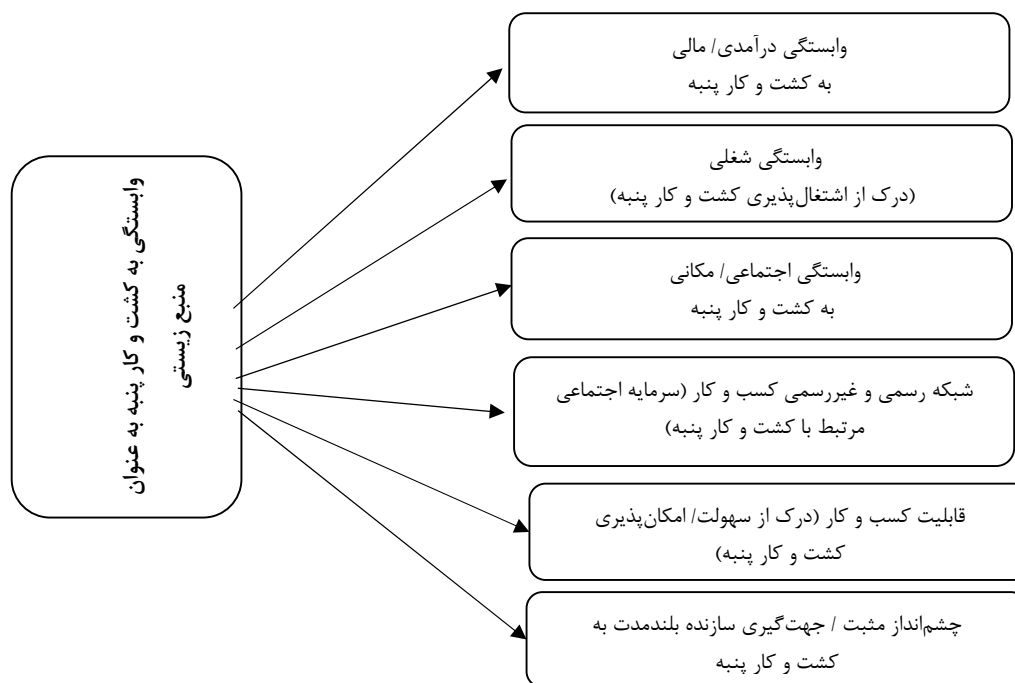 وابستگی به کشت و کار پنبه به عنوان
منبع زیستی
وابستگی درآمدی/ مالی
به کشت و کار پنبه
وابستگی شغلی
(درک از اشتغال‌پذیری کشت و کار پنبه)
وابستگی اجتماعی/ مکانی
به کشت و کار پنبه
شبکه رسمی و غیررسمی کسب و کار (سرمایه اجتماعی
مرتبط با کشت و کار پنبه)
قابلیت کسب و کار (درک از سهولت/ امکان‌پذیری
کشت و کار پنبه)
چشم‌انداز مثبت / جهت‌گیری سازنده بلندمدت به
کشت و کار پنبه